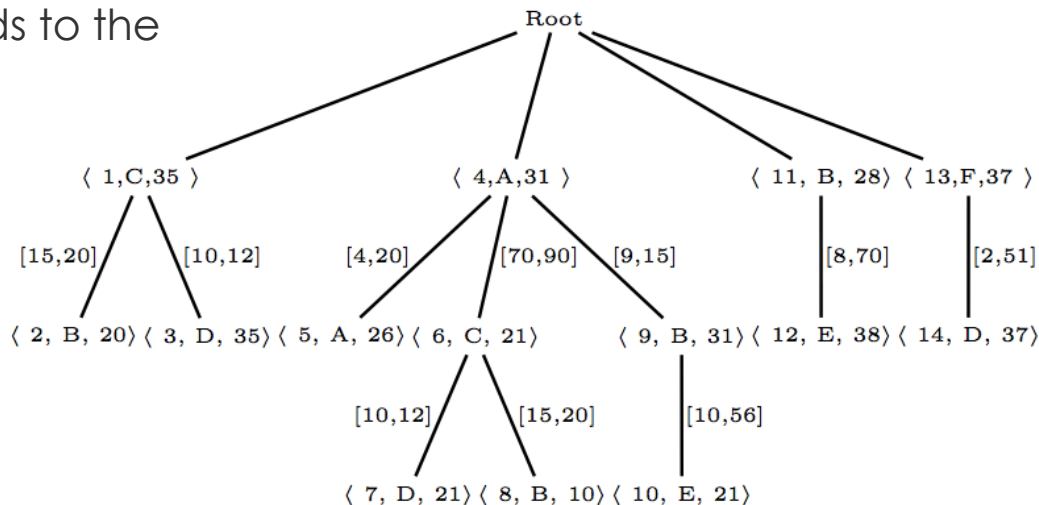 ds to the
Root
⟨ 1,C,35 ⟩ ⟨ 4,A,31 ⟩ ⟨ 11, B, 28⟩ ⟨ 13,F,37 ⟩
[15,20] [10,12] [4,20] [70,90] [9,15] [8,70] [2,51]
⟨ 2, B, 20⟩ ⟨ 3, D, 35⟩ ⟨ 5, A, 26⟩ ⟨ 6, C, 21⟩ ⟨ 9, B, 31⟩ ⟨ 12, E, 38⟩ ⟨ 14, D, 37⟩
[10,12] [15,20] [10,56]
⟨ 7, D, 21⟩ ⟨ 8, B, 10⟩ ⟨ 10, E, 21⟩